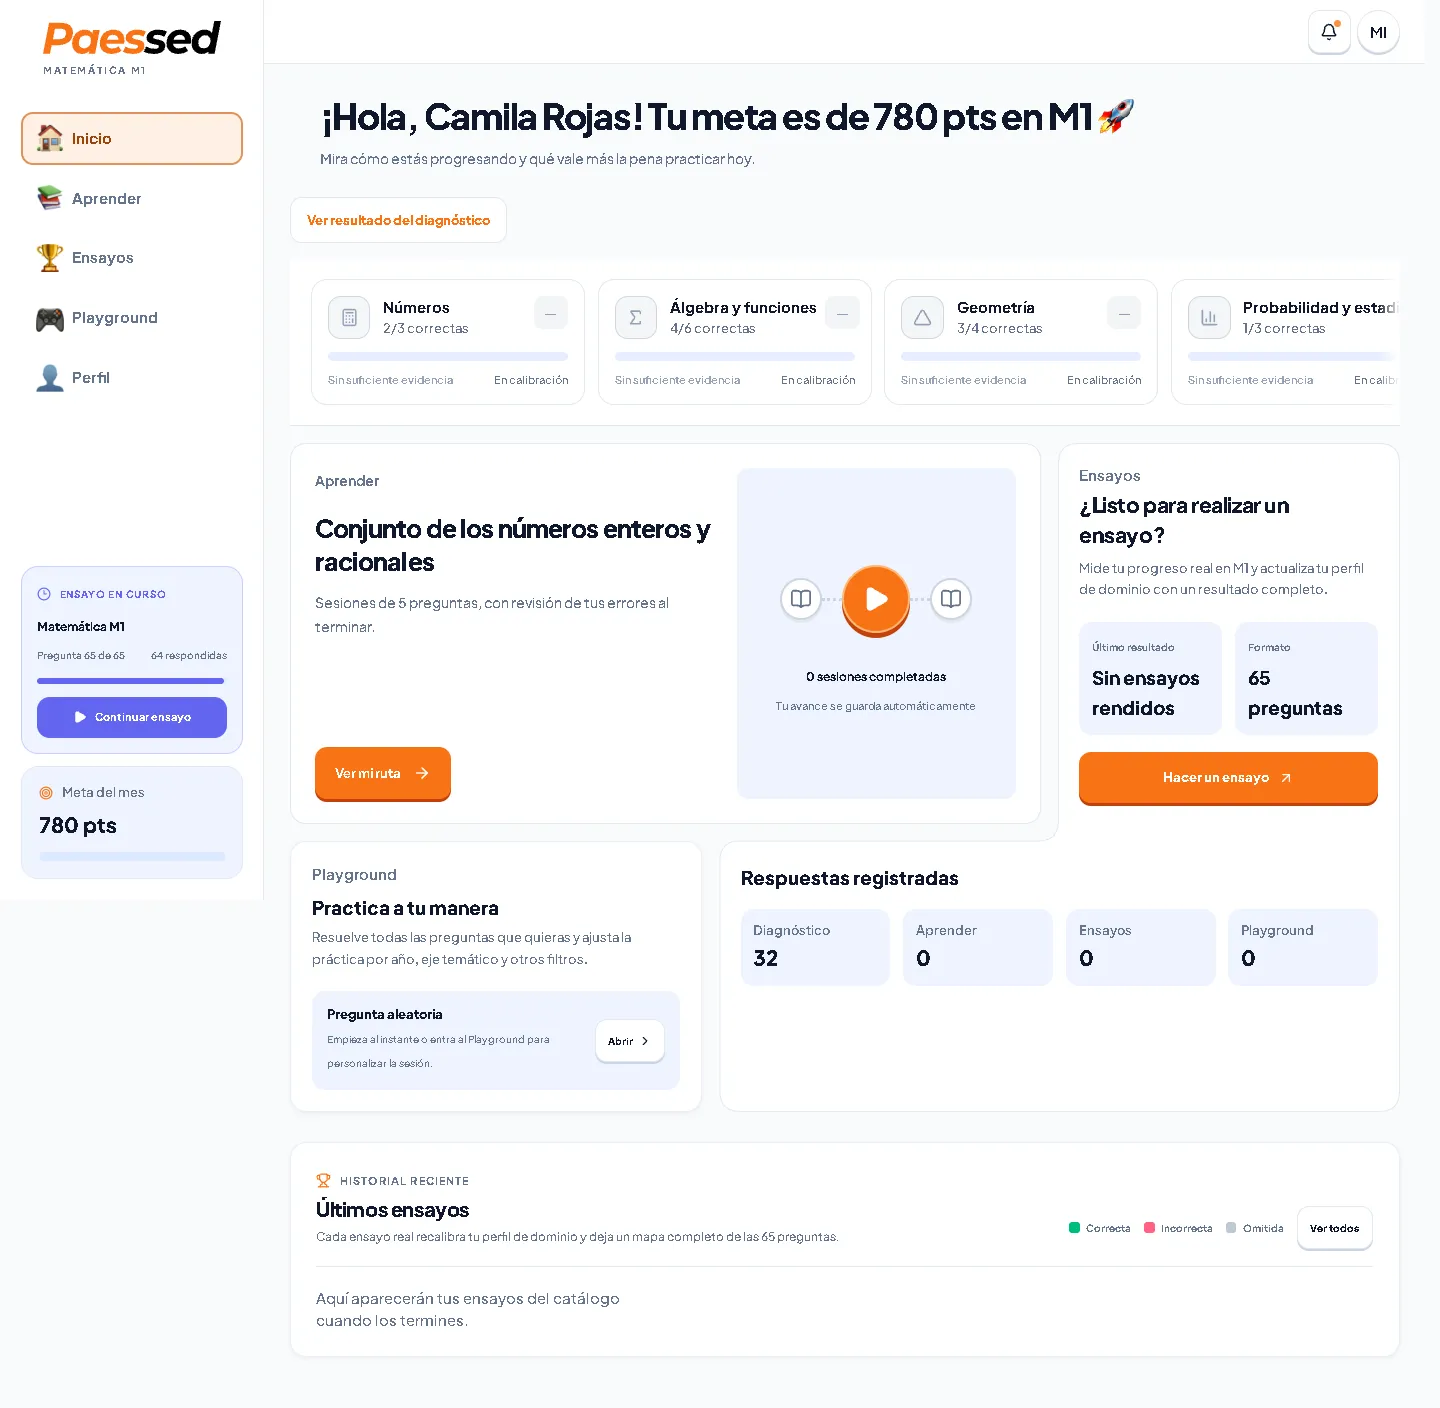 Paessed
MATEMÁTICA M1
Inicio
Aprender
Ensayos
Playground
Perfil
ENSAYO EN CURSO
Matemática M1
Pregunta 65 de 65 64 respondidas
Continuar ensayo
Meta del mes
780 pts
MI
¡Hola, Camila Rojas! Tu meta es de 780 pts en M1 🚀
Mira cómo estás progresando y qué vale más la pena practicar hoy.
Ver resultado del diagnóstico
Números
2/3 correctas
Sin suficiente evidencia En calibración
Álgebra y funciones
4/6 correctas
Sin suficiente evidencia En calibración
Geometría
3/4 correctas
Sin suficiente evidencia En calibración
Probabilidad y estadí
1/3 correctas
Sin suficiente evidencia En calib
Aprender
Conjunto de los números enteros y
racionales
Sesiones de 5 preguntas, con revisión de tus errores al
terminar.
Ver mi ruta
0 sesiones completadas
Tu avance se guarda automáticamente
Ensayos
¿Listo para realizar un
ensayo?
Mide tu progreso real en M1 y actualiza tu perfil
de dominio con un resultado completo.
Último resultado
Sin ensayos
rendidos
Formato
65
preguntas
Hacer un ensayo
Playground
Practica a tu manera
Resuelve todas las preguntas que quieras y ajusta la
práctica por año, eje temático y otros filtros.
Pregunta aleatoria
Empieza al instante o entra al Playground para
personalizar la sesión.
Abrir
Respuestas registradas
Diagnóstico
32
Aprender
0
Ensayos
0
Playground
0
HISTORIAL RECIENTE
Últimos ensayos
Cada ensayo real recalibra tu perfil de dominio y deja un mapa completo de las 65 preguntas.
Correcta Incorrecta Omitida
Ver todos
Aquí aparecerán tus ensayos del catálogo
cuando los termines.